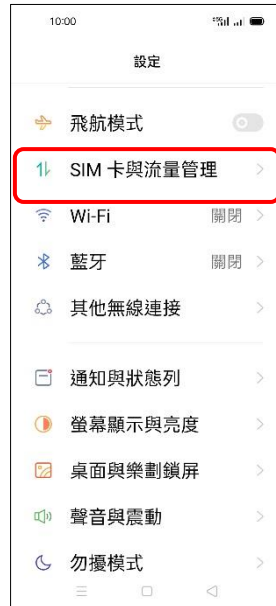 10:00
設定
飛航模式
SIM 卡與流量管理
Wi-Fi 關閉
藍牙 關閉
其他無線連接
通知與狀態列
螢幕顯示與亮度
桌面與樂劃鎖屏
聲音與震動
勿擾模式